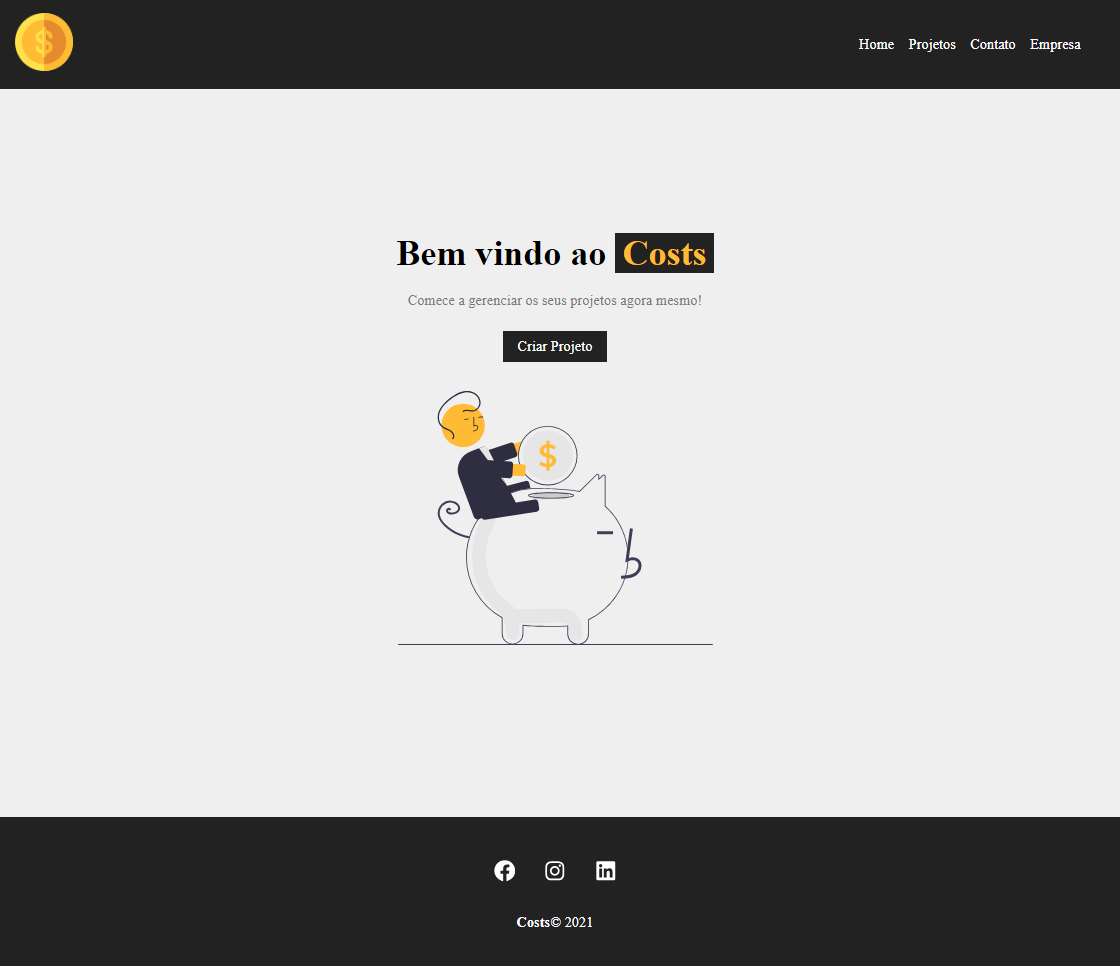 $
Home Projetos Contato Empresa
Bem vindo ao Costs
Comece a gerenciar os seus projetos agora mesmo!
Criar Projeto
$
Costs© 2021